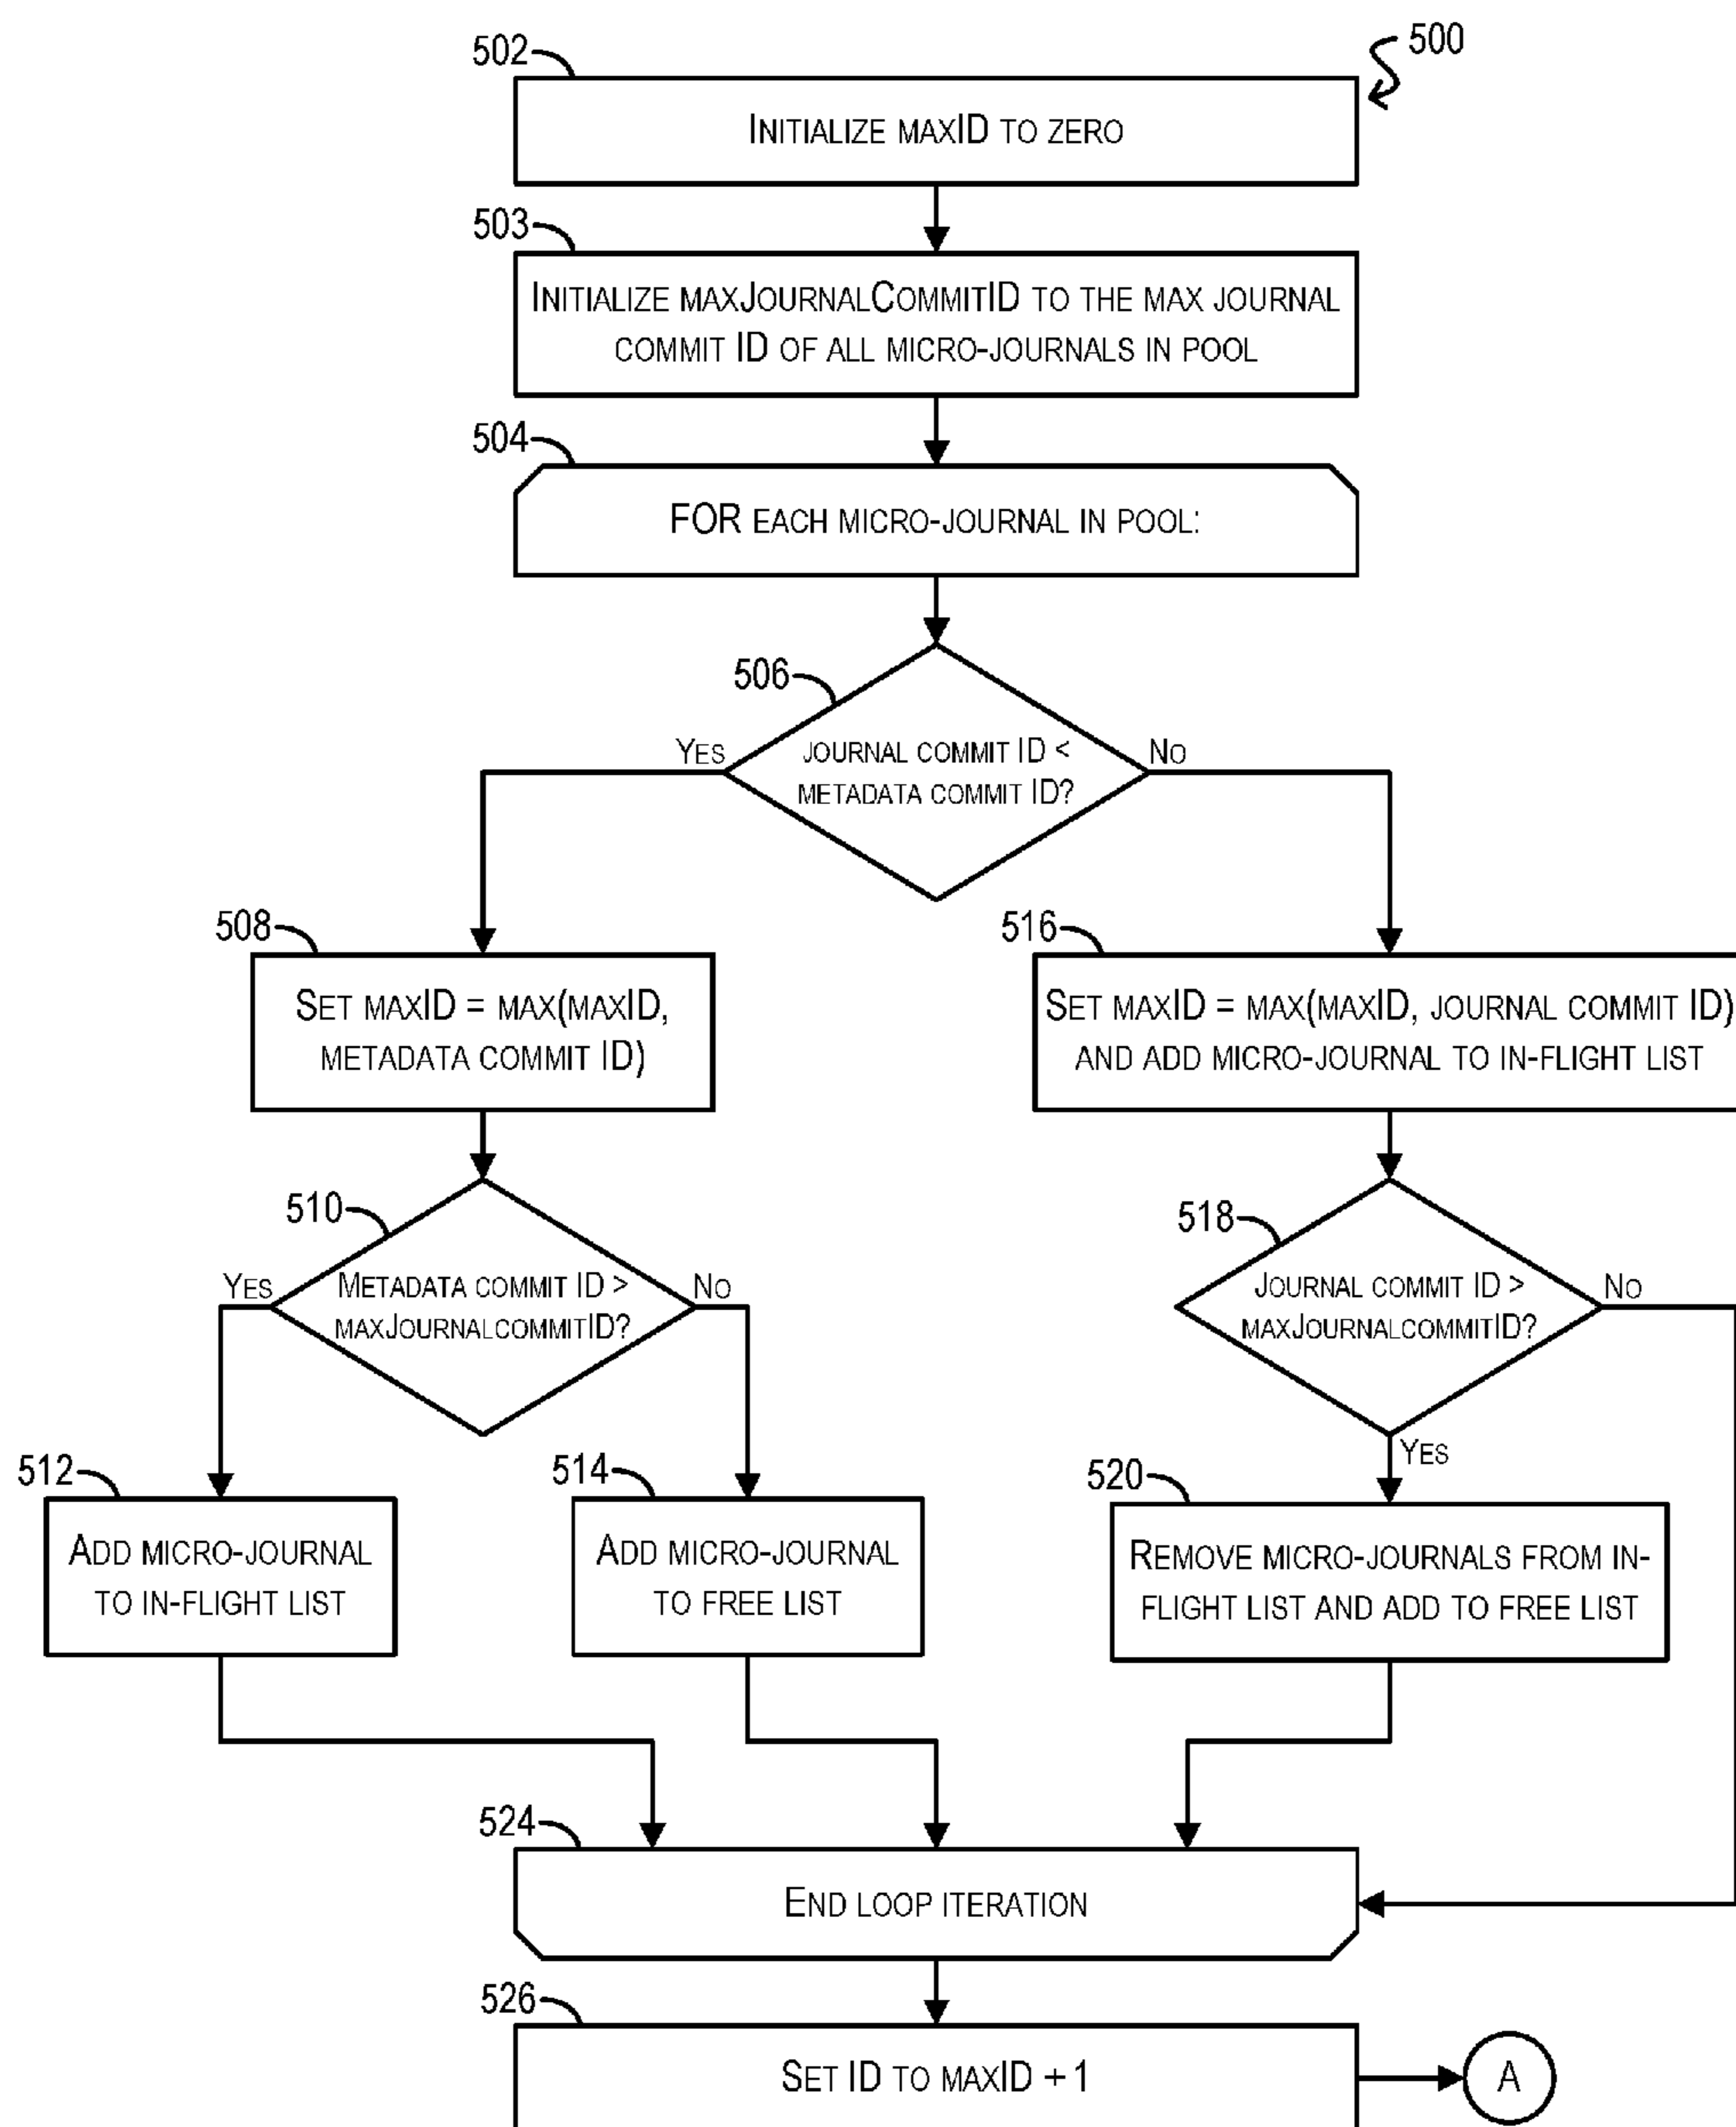 500
502
Initialize maxID to zero
503
Initialize maxJournalCommitID to the max journal
commit ID of all micro-journals in pool
504
FOR each micro-journal in pool:
506
Yes
journal commit ID <
metadata commit ID?
No
508
Set maxID = max(maxID,
metadata commit ID)
516
Set maxID = max(maxID, journal commit ID)
and add micro-journal to in-flight list
510
Yes
Metadata commit ID >
maxJournalcommitID?
No
518
Journal commit ID >
maxJournalcommitID?
No
Yes
512
Add micro-journal
to in-flight list
514
Add micro-journal
to free list
520
Remove micro-journals from in-
flight list and add to free list
524
End loop iteration
526
Set ID to maxID + 1
A